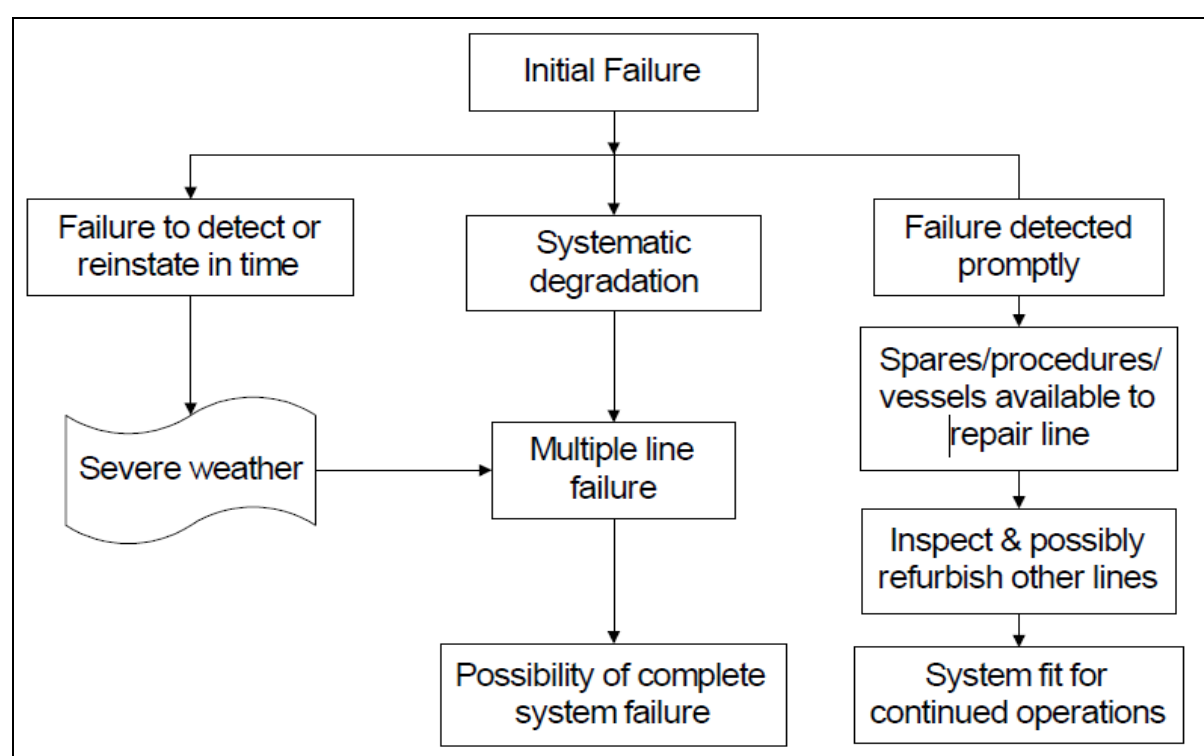 Initial Failure
Failure to detect or
reinstate in time
Systematic
degradation
Failure detected
promptly
Spares/procedures/
vessels available to
repair line
Severe weather
Multiple line
failure
Inspect & possibly
refurbish other lines
Possibility of complete
system failure
System fit for
continued operations